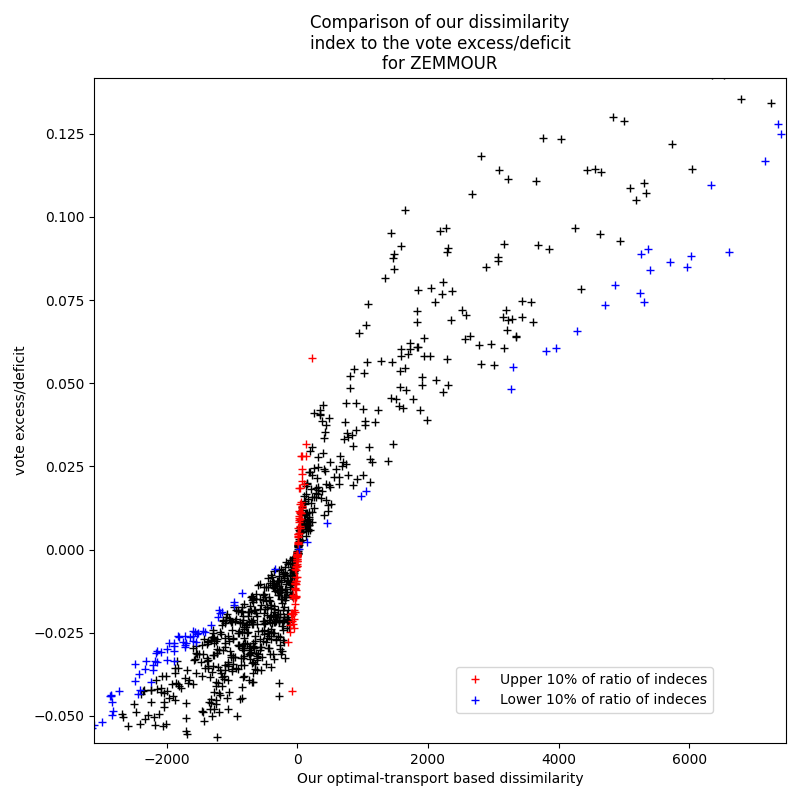 Comparison of our dissimilarity
index to the vote excess/deficit
for ZEMMOUR
vote excess/deficit
0.125
0.100
0.075
0.050
0.025
0.000
−0.025
−0.050
Upper 10% of ratio of indeces
Lower 10% of ratio of indeces
−2000 0 2000 4000 6000
Our optimal-transport based dissimilarity